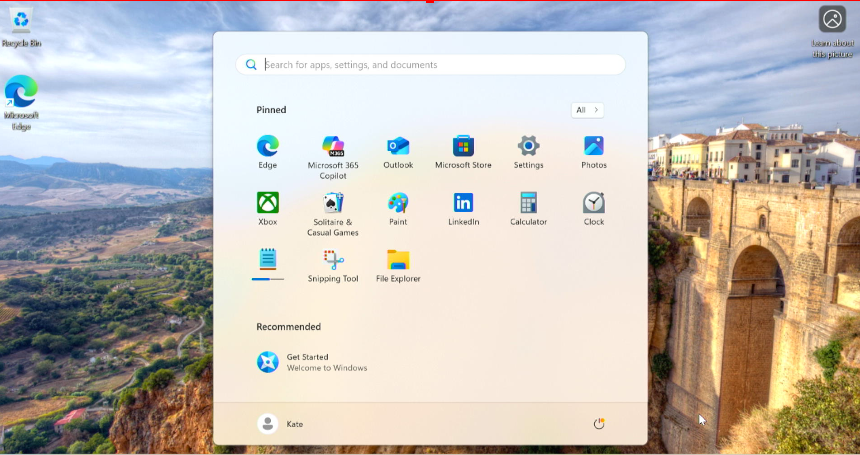 Recycle Bin
Microsoft
Edge
Learn about
this picture
Search for apps, settings, and documents
Pinned
All
Edge
Microsoft 365
Copilot
Outlook
Microsoft Store
Settings
Photos
Xbox
Solitaire &
Casual Games
Paint
LinkedIn
Calculator
Clock
Snipping Tool
File Explorer
Recommended
Get Started
Welcome to Windows
Kate